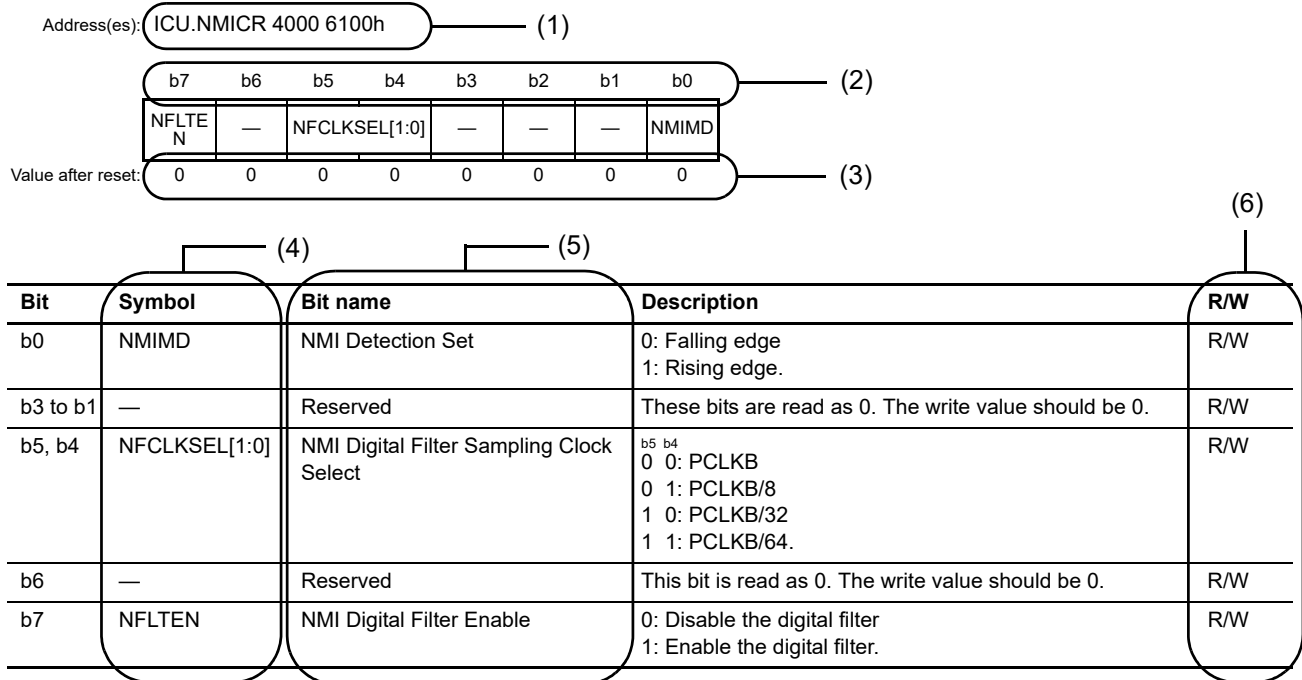 Address(es): ICU.NMICR 4000 6100h (1)
b7 b6 b5 b4 b3 b2 b1 b0 (2)
NFLTE
N — NFCLKSEL[1:0] — — — NMIMD
Value after reset: 0 0 0 0 0 0 0 0 (3)
(6)
(4) (5)
Bit Symbol Bit name Description R/W
b0 NMIMD NMI Detection Set 0: Falling edge R/W
1: Rising edge.
b3 to b1 — Reserved These bits are read as 0. The write value should be 0. R/W
b5, b4 NFCLKSEL[1:0] NMI Digital Filter Sampling Clock b5 b4 R/W
Select 0 0: PCLKB
0 1: PCLKB/8
1 0: PCLKB/32
1 1: PCLKB/64.
b6 — Reserved This bit is read as 0. The write value should be 0. R/W
b7 NFLTEN NMI Digital Filter Enable 0: Disable the digital filter R/W
1: Enable the digital filter.